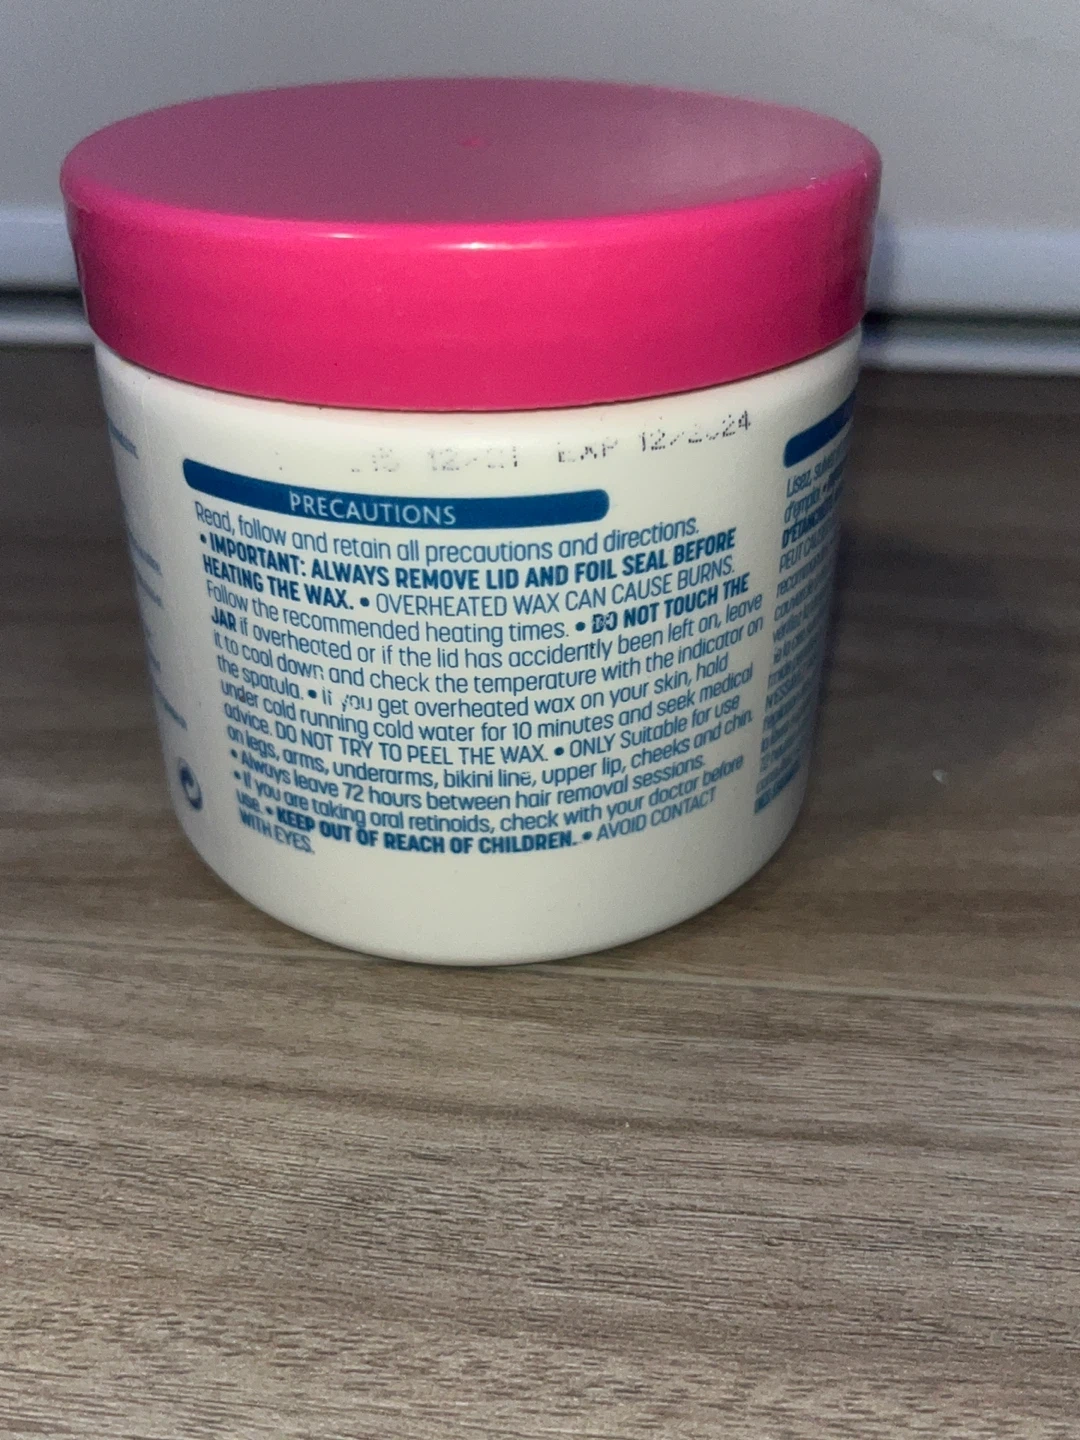 EXP 12/2024
PRECAUTIONS
Read, follow and retain all precautions and directions.
• IMPORTANT: ALWAYS REMOVE LID AND FOIL SEAL BEFORE
HEATING THE WAX. • OVERHEATED WAX CAN CAUSE BURNS.
Follow the recommended heating times. • DO NOT TOUCH THE
JAR if overheated or if the lid has accidently been left on, leave
it to cool down and check the temperature with the indicator on
the spatula. • If you get overheated wax on your skin, hold
under cold running cold water for 10 minutes and seek medical
advice. DO NOT TRY TO PEEL THE WAX. • ONLY Suitable for use
on legs, arms, underarms, bikini line, upper lip, cheeks and chin.
• Always leave 72 hours between hair removal sessions.
• If you are taking oral retinoids, check with your doctor before
use. • KEEP OUT OF REACH OF CHILDREN. • AVOID CONTACT
WITH EYES.
Lisez,
d'emploi.